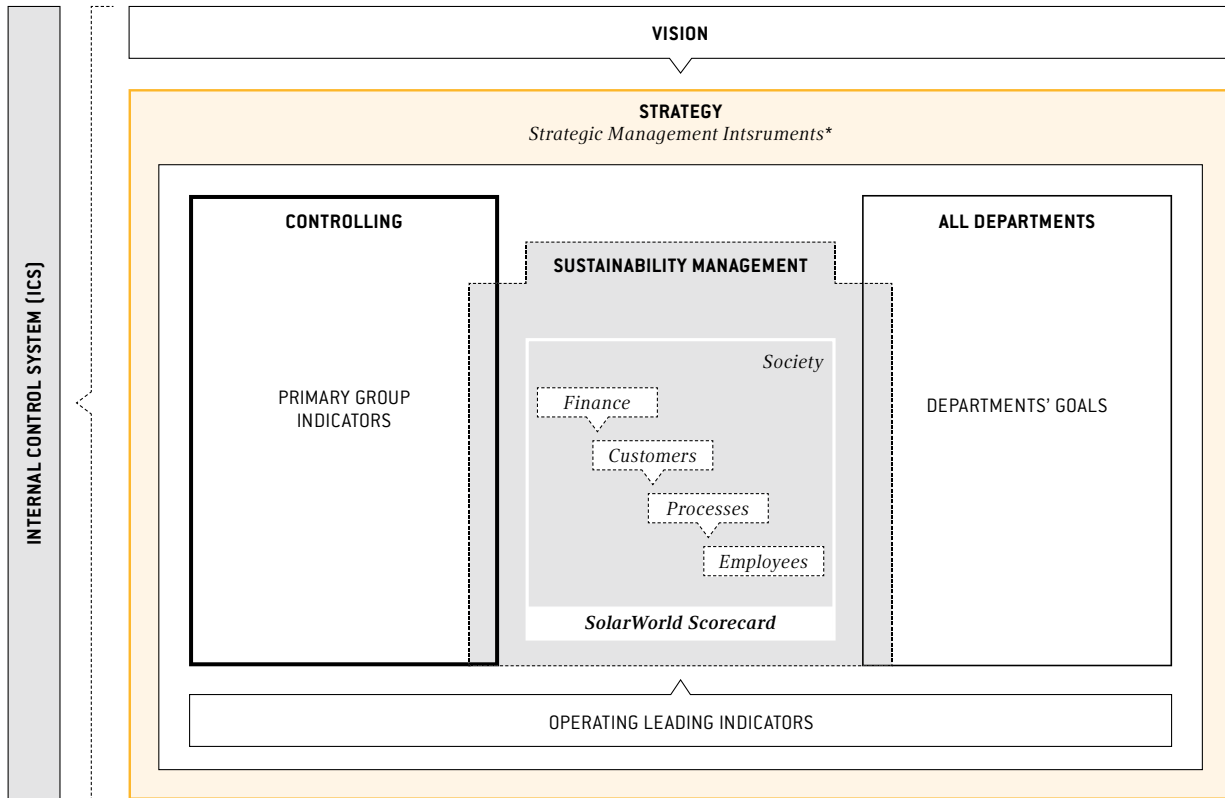 INTERNAL CONTROL SYSTEM (ICS)
VISION
STRATEGY
Strategic Management Intsruments*
CONTROLLING
PRIMARY GROUP
INDICATORS
SUSTAINABILITY MANAGEMENT
Society
Finance
Customers
Processes
Employees
SolarWorld Scorecard
ALL DEPARTMENTS
DEPARTMENTS’ GOALS
OPERATING LEADING INDICATORS